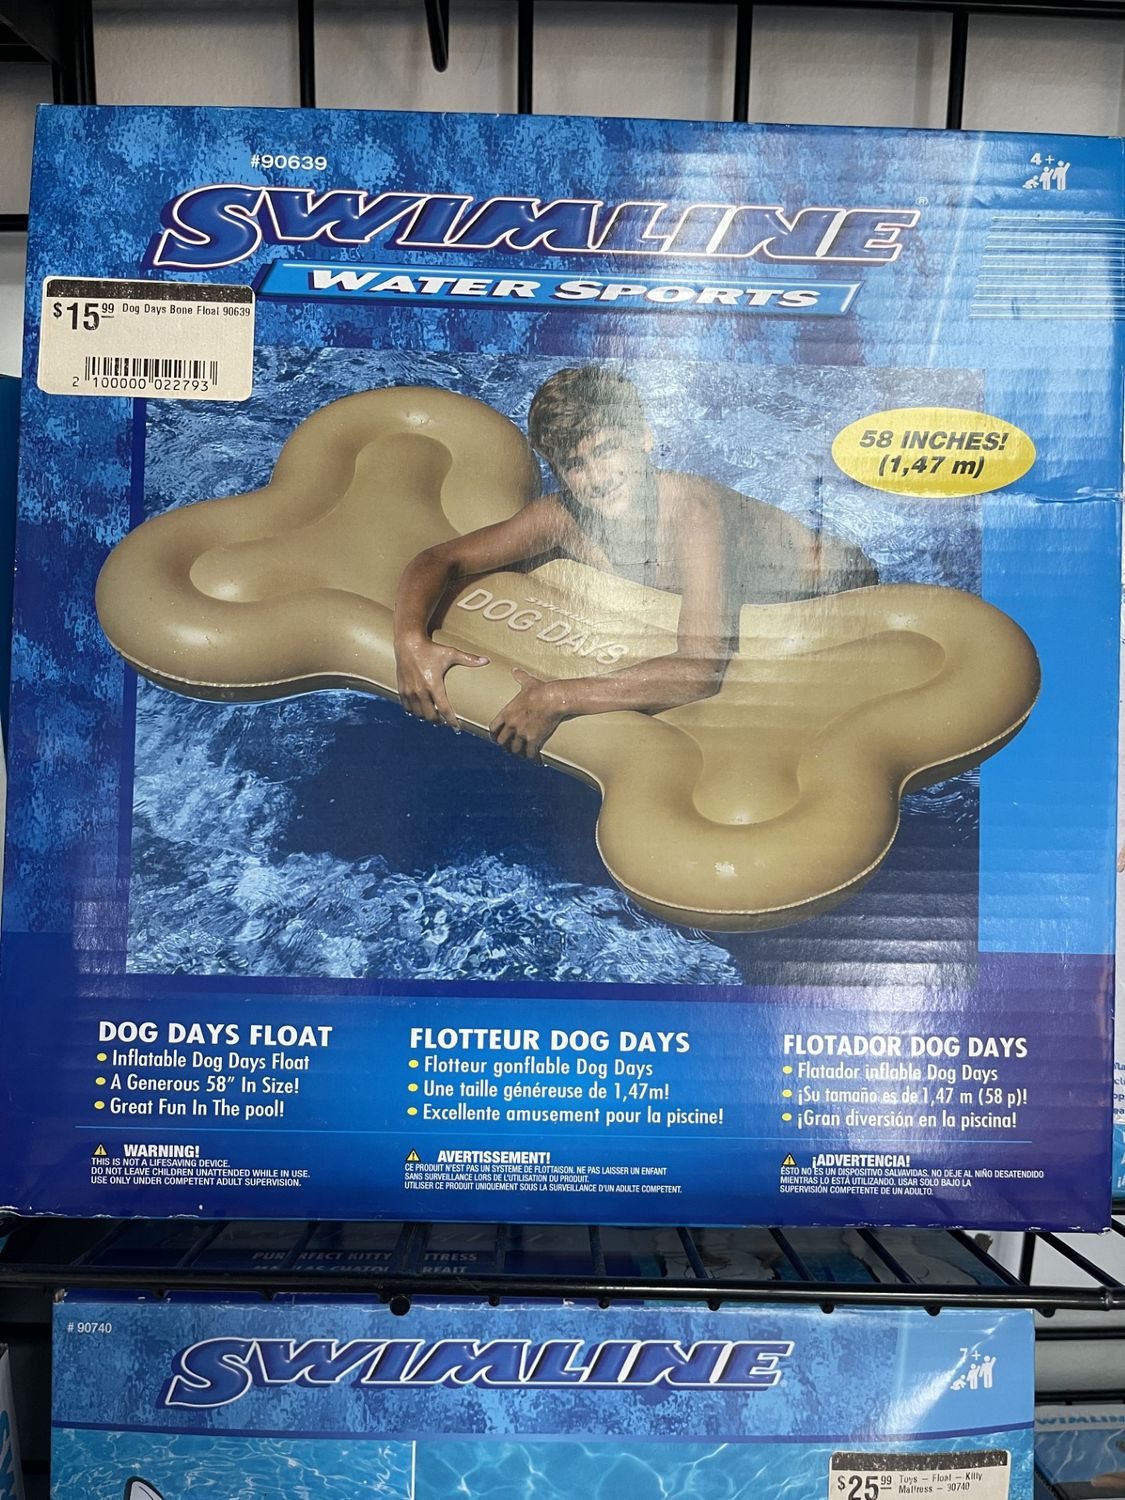 #90639
4+
SWIMLINE®
WATER SPORTS
$15.99 Dog Days Bone Float 90639
2 100000 022793
58 INCHES!
(1,47 m)
DOG DAYS
DOG DAYS FLOAT
• Inflatable Dog Days Float
• A Generous 58" In Size!
• Great Fun In The pool!
WARNING!
THIS IS NOT A LIFESAVING DEVICE.
DO NOT LEAVE CHILDREN UNATTENDED WHILE IN USE.
USE ONLY UNDER COMPETENT ADULT SUPERVISION.
FLOTTEUR DOG DAYS
• Flotteur gonflable Dog Days
• Une taille généreuse de 1,47m!
• Excellente amusement pour la piscine!
AVERTISSEMENT!
CE PRODUIT N'EST PAS UN SYSTEME DE FLOTTAISON. NE PAS LAISSER UN ENFANT
SANS SURVEILLANCE LORS DE L'UTILISATION DU PRODUIT.
UTILISER CE PRODUIT UNIQUEMENT SOUS LA SURVEILLANCE D'UN ADULTE COMPETENT.
FLOTADOR DOG DAYS
• Flatador inflable Dog Days
• ¡Su tamaño es de 1,47 m (58 p)!
• ¡Gran diversión en la piscina!
¡ADVERTENCIA!
ESTO NO ES UN DISPOSITIVO SALVAVIDAS. NO DEJE AL NIÑO DESATENDIDO
MIENTRAS LO ESTÁ UTILIZANDO. USAR SOLO BAJO LA
SUPERVISIÓN COMPETENTE DE UN ADULTO.
KITTY
# 90740
SWIMLINE
7+
$25.99 Toys – Float – Kitty
Mattress – 90740